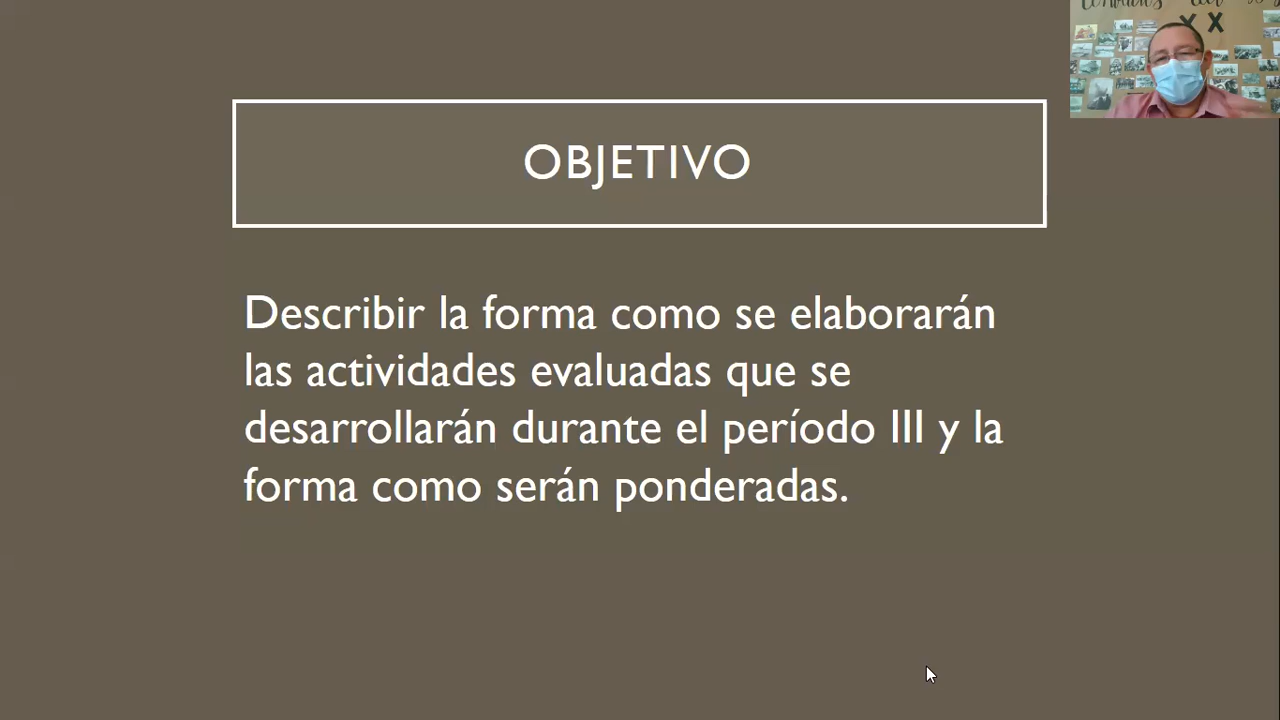 OBJETIVO
Describir la forma como se elaborarán
las actividades evaluadas que se
desarrollarán durante el período III y la
forma como serán ponderadas.